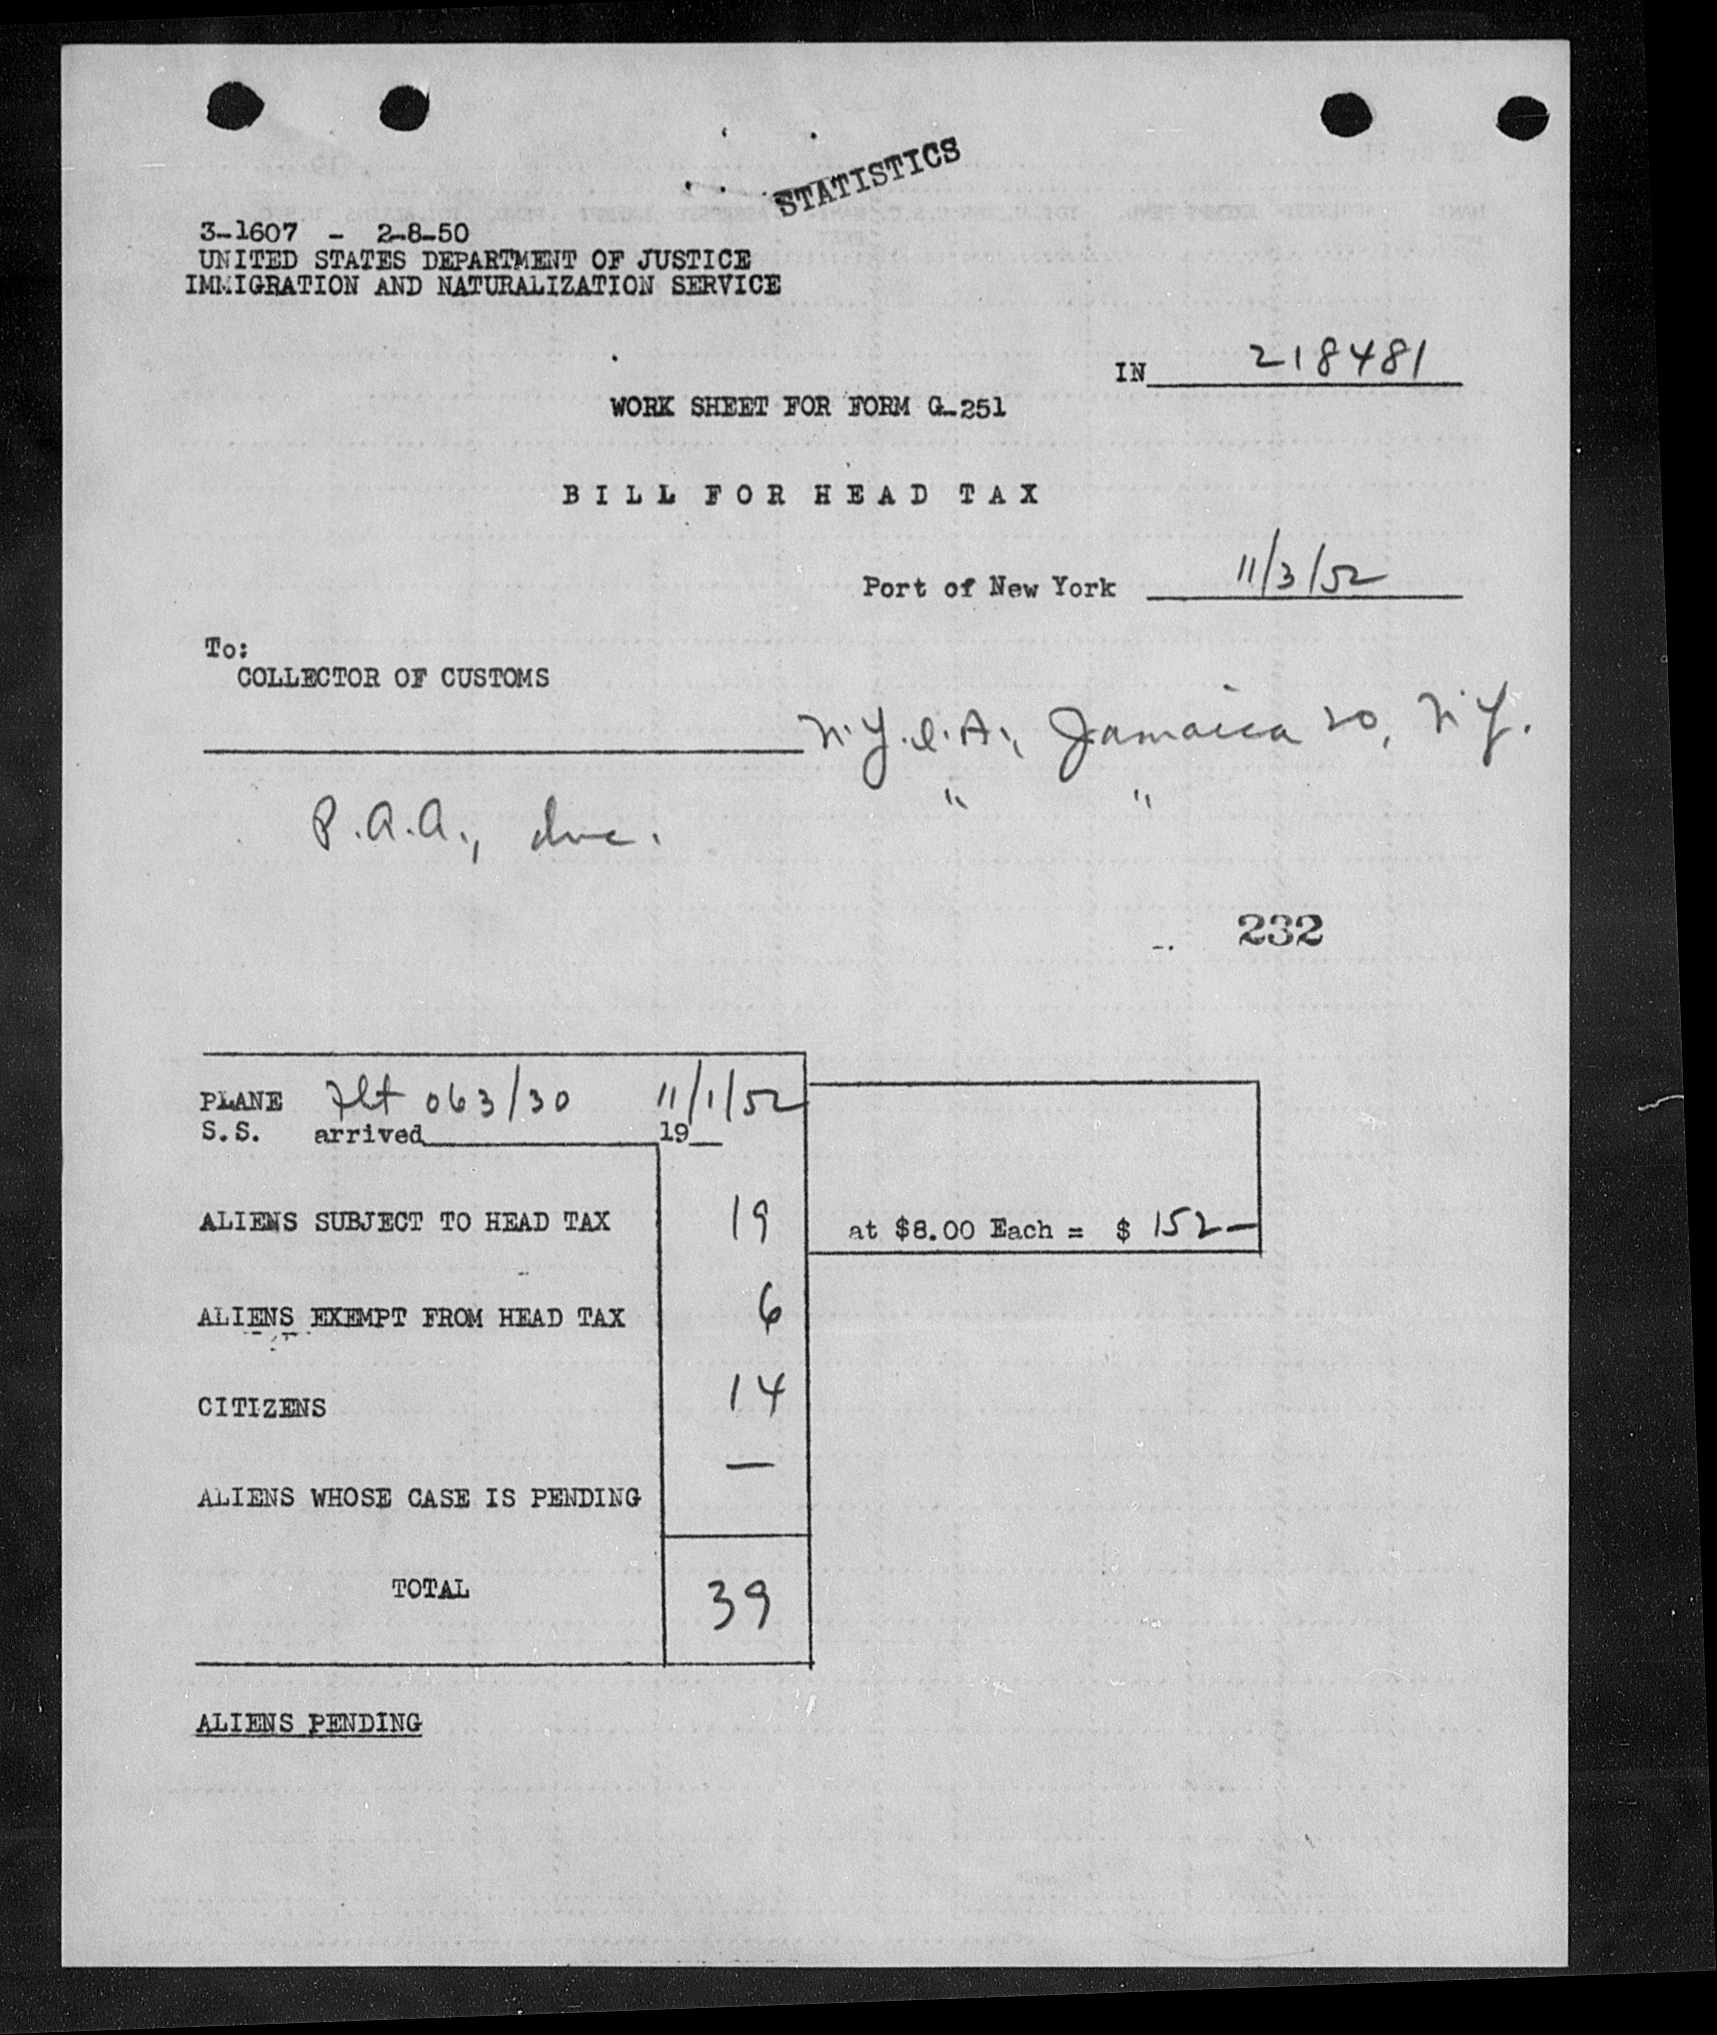 STATISTICS
3-1607 - 2-8-50
UNITED STATES DEPARTMENT OF JUSTICE
IMMIGRATION AND NATURALIZATION SERVICE
IN 218481
WORK SHEET FOR FORM G-251
BILL FOR HEAD TAX
Port of New York 11/3/52
To:
COLLECTOR OF CUSTOMS
N.Y.I.A., Jamaica 20, N.Y.
P.A.A., Inc. " "
232
PLANE Flt 063/30 11/1/52
S.S. arrived 19
ALIENS SUBJECT TO HEAD TAX 19 at $8.00 Each = $ 152-
ALIENS EXEMPT FROM HEAD TAX 6
CITIZENS 14
ALIENS WHOSE CASE IS PENDING —
TOTAL 39
ALIENS PENDING